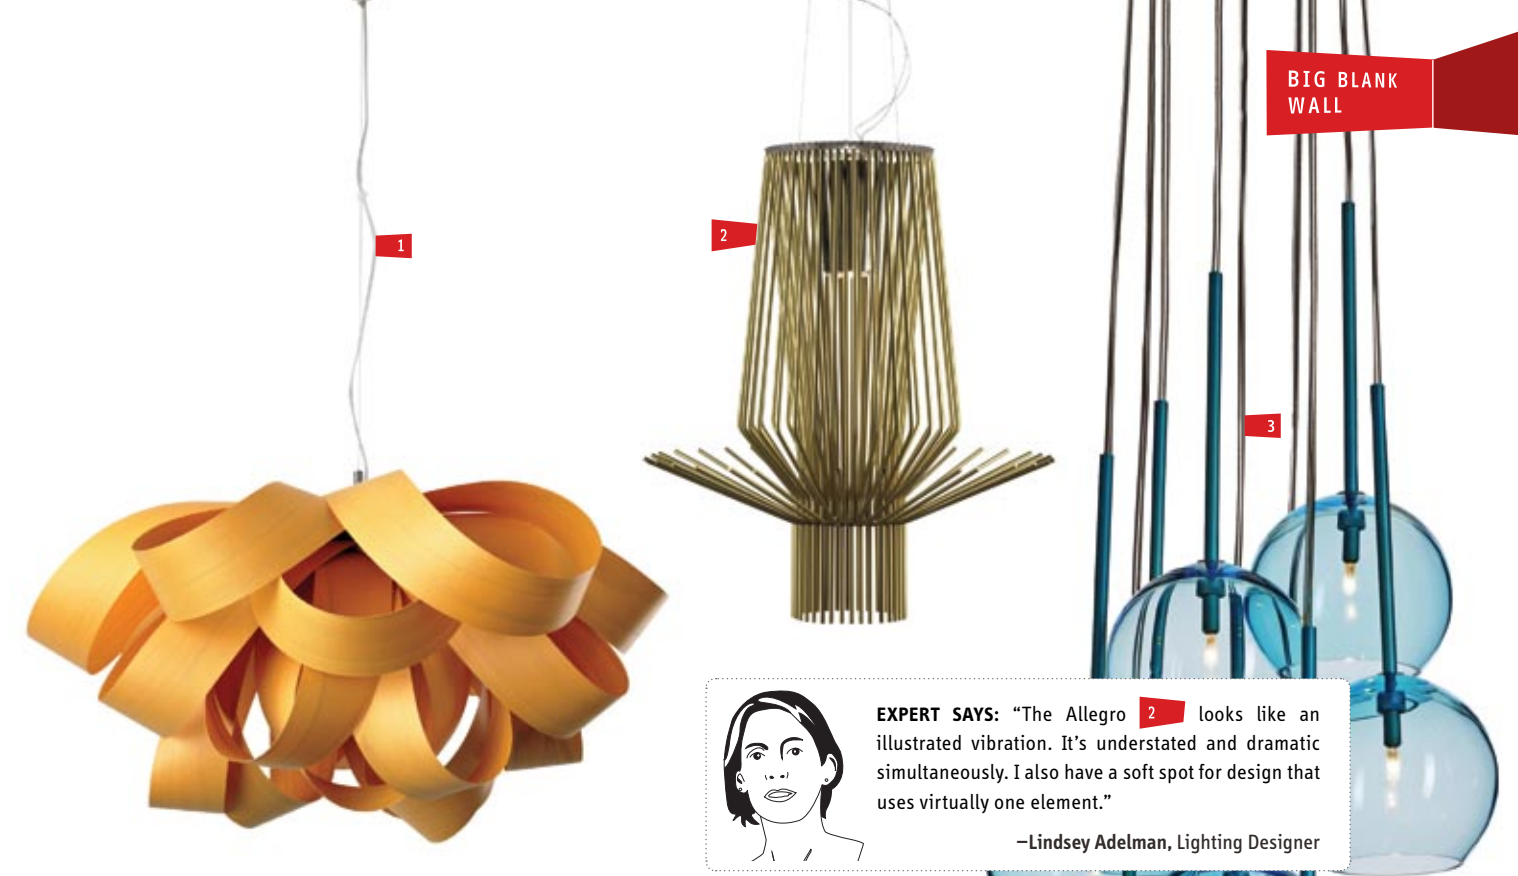 BIG BLANK
WALL
1
2
3
EXPERT SAYS: “The Allegro 2 looks like an
illustrated vibration. It’s understated and dramatic
simultaneously. I also have a soft spot for design that
uses virtually one element.”
—Lindsey Adelman, Lighting Designer